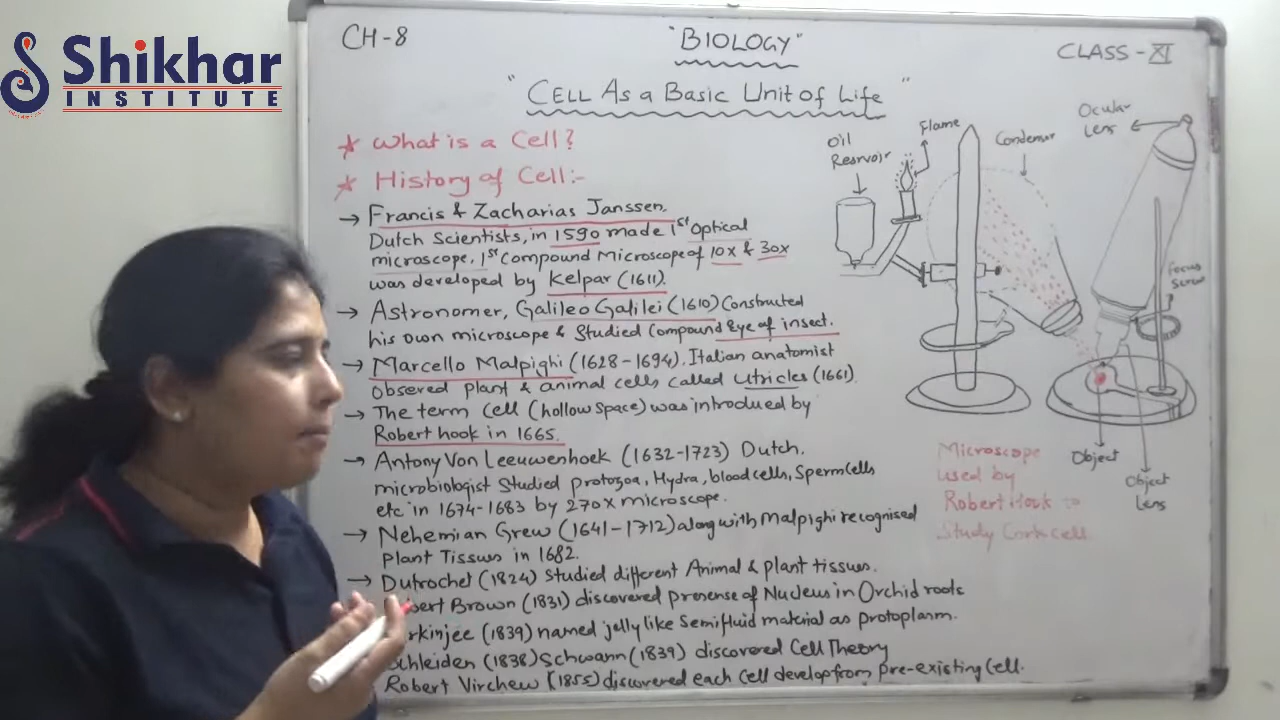 Shikhar
INSTITUTE
CH-8
"BIOLOGY"
CLASS - XI
"CELL As a Basic Unit of Life"
* What is a Cell?
* History of Cell:-
→ Francis & Zacharias Janssen.
Dutch Scientists, in 1590 made 1st Optical
microscope, 1st Compound Microscope of 10x & 30x
was developed by Kelpar (1611).
→ Astronomer, Galileo Galilei (1610) Constructed
his own microscope & Studied Compound Eye of insect.
→ Marcello Malpighi (1628-1694). Italian anatomist
observed plant & animal cells called Utricles (1661).
→ The term cell (hollow space) was introdued by
Robert hook in 1665.
→ Antony Von Leeuwenhoek (1632-1723) Dutch.
microbiologist Studied protozoa, Hydra, blood cells, Sperm cells
etc in 1674-1683 by 270x microscope.
→ Nehemian Grew (1641-1712) along with Malpighi recognised
Plant Tissues in 1682.
→ Dutrochet (1824) Studied different Animal & plant tissues.
bert Brown (1831) discovered presense of Nucleus in Orchid roots
rkinjee (1839) named jelly like Semifluid material as protoplasm.
Schleiden (1838) Schwann (1839) discovered Cell Theory
Robert Virchew (1855) discovered each cell develop from pre-existing cell.
Oil
Resrvoir
Flame
Condensor
Ocular
Lens
Focus
Screw
Object
Object
Lens
Microscope
used by
Robert Hook to
Study Cork cell